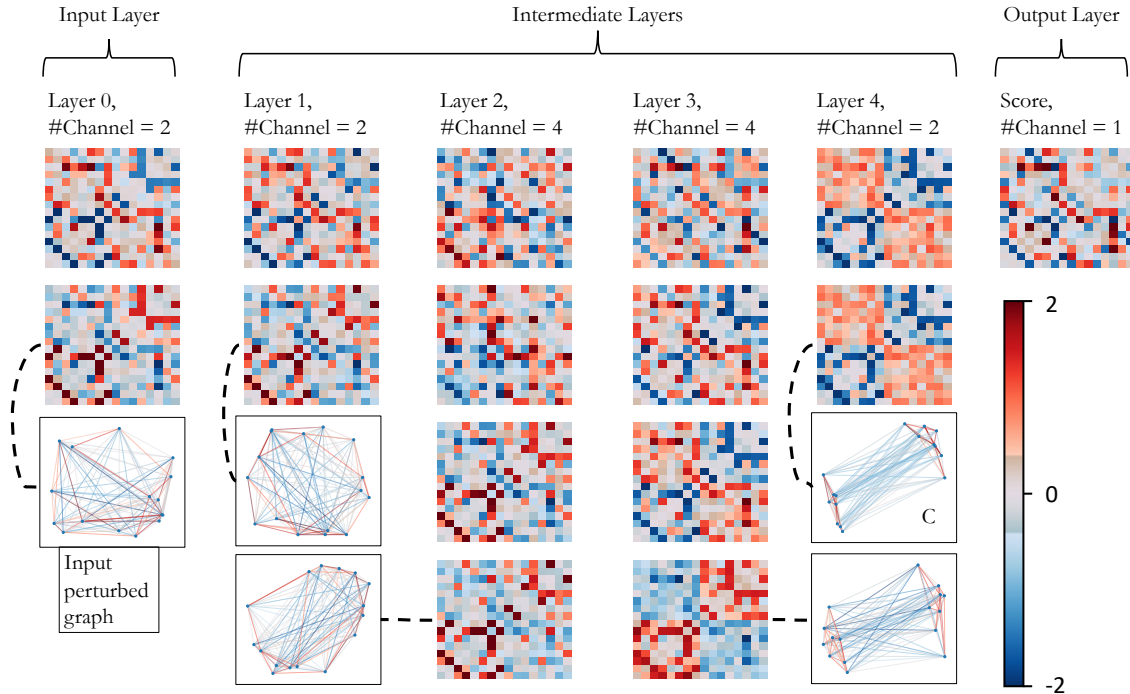 Input Layer
Intermediate Layers
Output Layer
Layer 0,
#Channel = 2
Layer 1,
#Channel = 2
Layer 2,
#Channel = 4
Layer 3,
#Channel = 4
Layer 4,
#Channel = 2
Score,
#Channel = 1
2
0
-2
C
Input
perturbed
graph